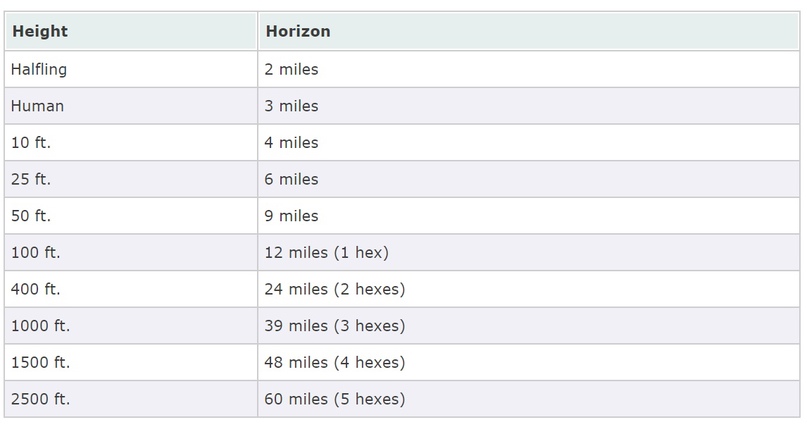 Height Horizon
Halfling 2 miles
Human 3 miles
10 ft. 4 miles
25 ft. 6 miles
50 ft. 9 miles
100 ft. 12 miles (1 hex)
400 ft. 24 miles (2 hexes)
1000 ft. 39 miles (3 hexes)
1500 ft. 48 miles (4 hexes)
2500 ft. 60 miles (5 hexes)